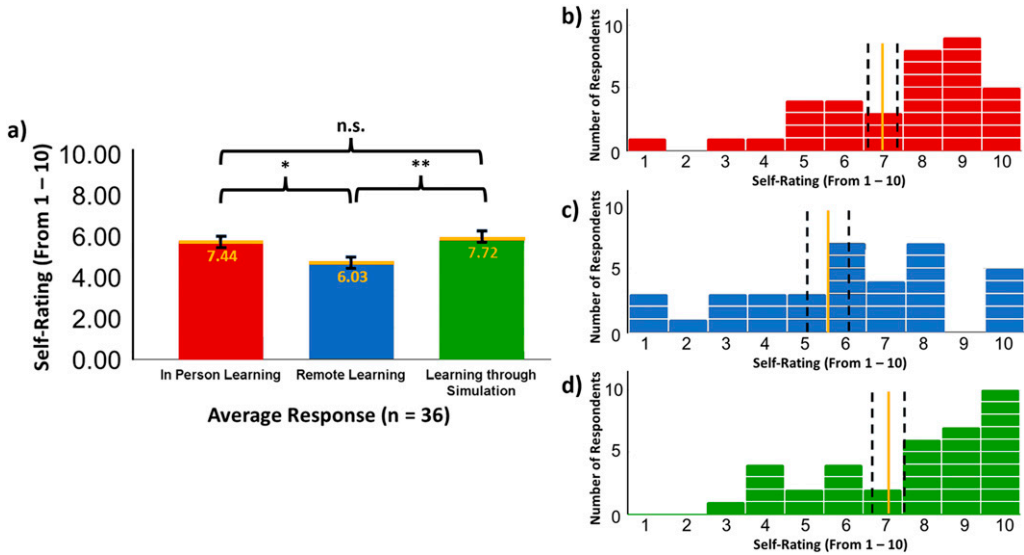 a)
n.s.
*
**
Self-Rating (From 1 – 10)
10.00
8.00
6.00
4.00
2.00
0.00
7.44
6.03
7.72
In Person Learning
Remote Learning
Learning through
Simulation
Average Response (n = 36)
b)
Number of Respondents
10
5
0
1 2 3 4 5 6 7 8 9 10
Self-Rating (From 1 – 10)
c)
Number of Respondents
10
5
0
1 2 3 4 5 6 7 8 9 10
Self-Rating (From 1 – 10)
d)
Number of Respondents
10
5
0
1 2 3 4 5 6 7 8 9 10
Self-Rating (From 1 – 10)